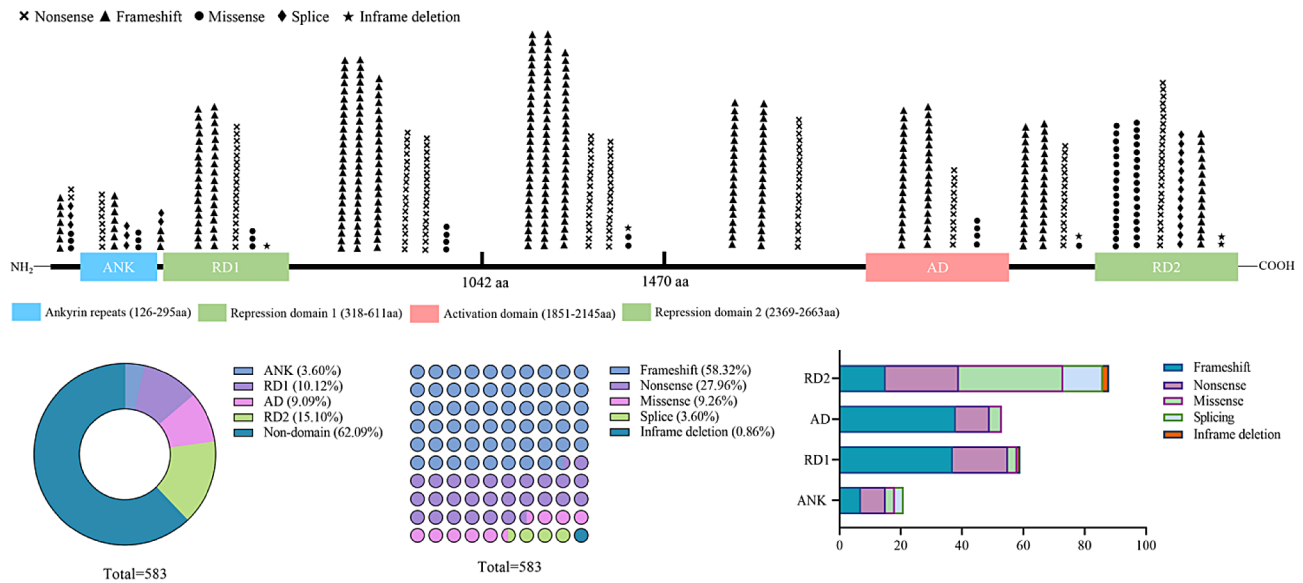 Nonsense Frameshift Missense Splice Inframe deletion
NH2 ANK RD1 AD RD2 COOH
1042 aa 1470 aa
Ankyrin repeats (126-295aa) Repression domain 1 (318-611aa) Activation domain (1851-2145aa) Repression domain 2 (2369-2663aa)
ANK (3.60%)
RD1 (10.12%)
AD (9.09%)
RD2 (15.10%)
Non-domain (62.09%)
Total=583
Frameshift (58.32%)
Nonsense (27.96%)
Missense (9.26%)
Splice (3.60%)
Inframe deletion (0.86%)
Total=583
RD2
AD
RD1
ANK
0 20 40 60 80 100
Frameshift
Nonsense
Missense
Splicing
Inframe deletion